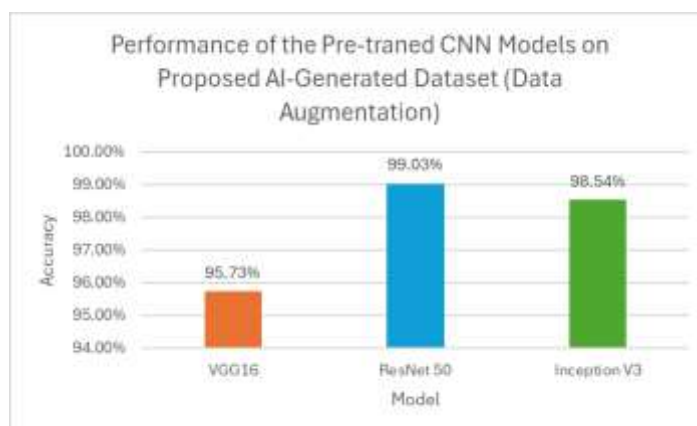 Performance of the Pre-traned CNN Models on
Proposed AI-Generated Dataset (Data
Augmentation)
100.00%
99.00%
98.00%
97.00%
96.00%
95.00%
94.00%
Accuracy
95.73%
99.03%
98.54%
VGG16
ResNet 50
Inception V3
Model